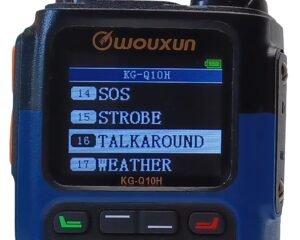 WOUXUN
KG-Q10H
14 SOS
15 STROBE
16 TALKAROUND
17 WEATHER
KG-Q10H